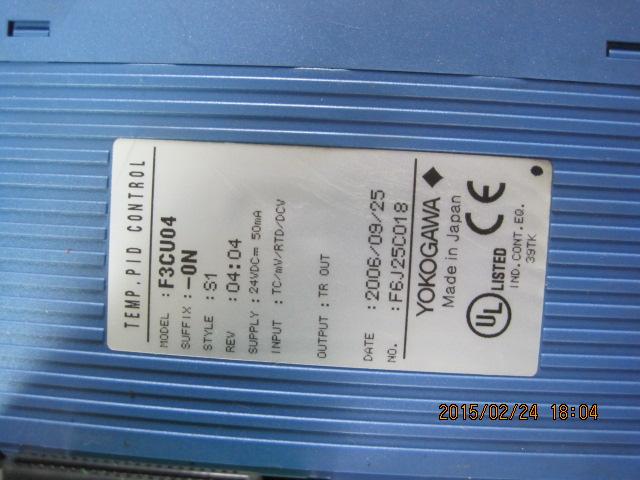 TEMP. PID CONTROL
MODEL : F3CU04
SUFFIX : -0N
STYLE : S1
REV : 04:04
SUPPLY : 24VDC⎓ 50mA
INPUT : TC/mV/RTD/DCV
OUTPUT : TR OUT
DATE : 2006/09/25
NO. : F6J25C018
YOKOGAWA ◆
Made in Japan
UL LISTED CE
IND.CONT.EQ.
39TK
2015/02/24 18:04